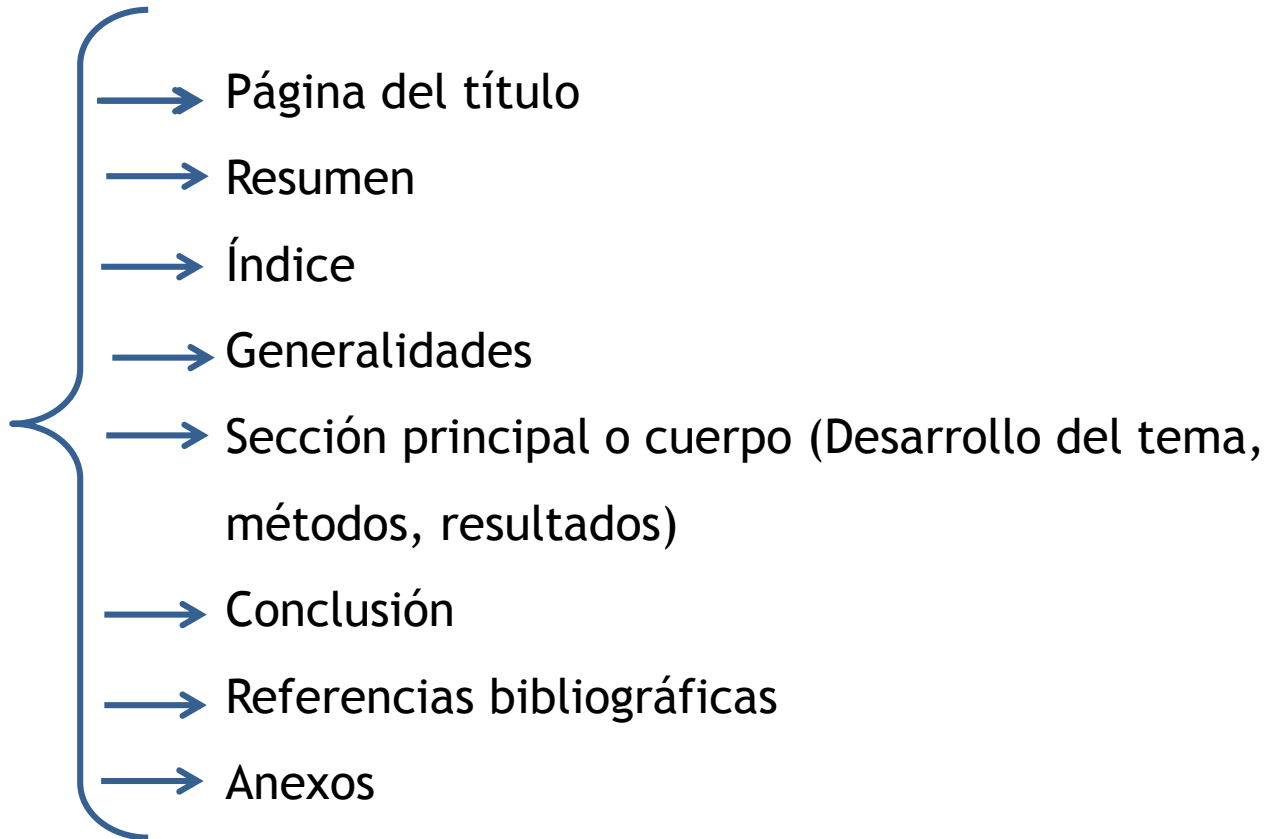 Página del título
Resumen
Índice
Generalidades
Sección principal o cuerpo (Desarrollo del tema,
métodos, resultados)
Conclusión
Referencias bibliográficas
Anexos